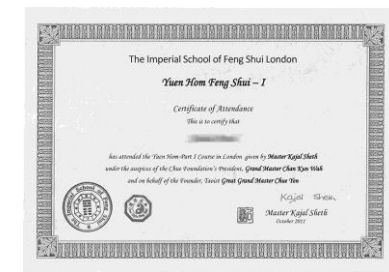 The Imperial School of Feng Shui London
Yuen Hom Feng Shui – I
Certificate of Attendance
This is to certify that
has attended the Yuen Hom-Part I Course in London given by Master Kajal Sheth
under the auspices of the Chue Foundation's President, Grand Master Chan Kun Wah
and on behalf of the Founder, Taoist Great Grand Master Chue Yen
Kajal Sheth
Master Kajal Sheth
October 2021